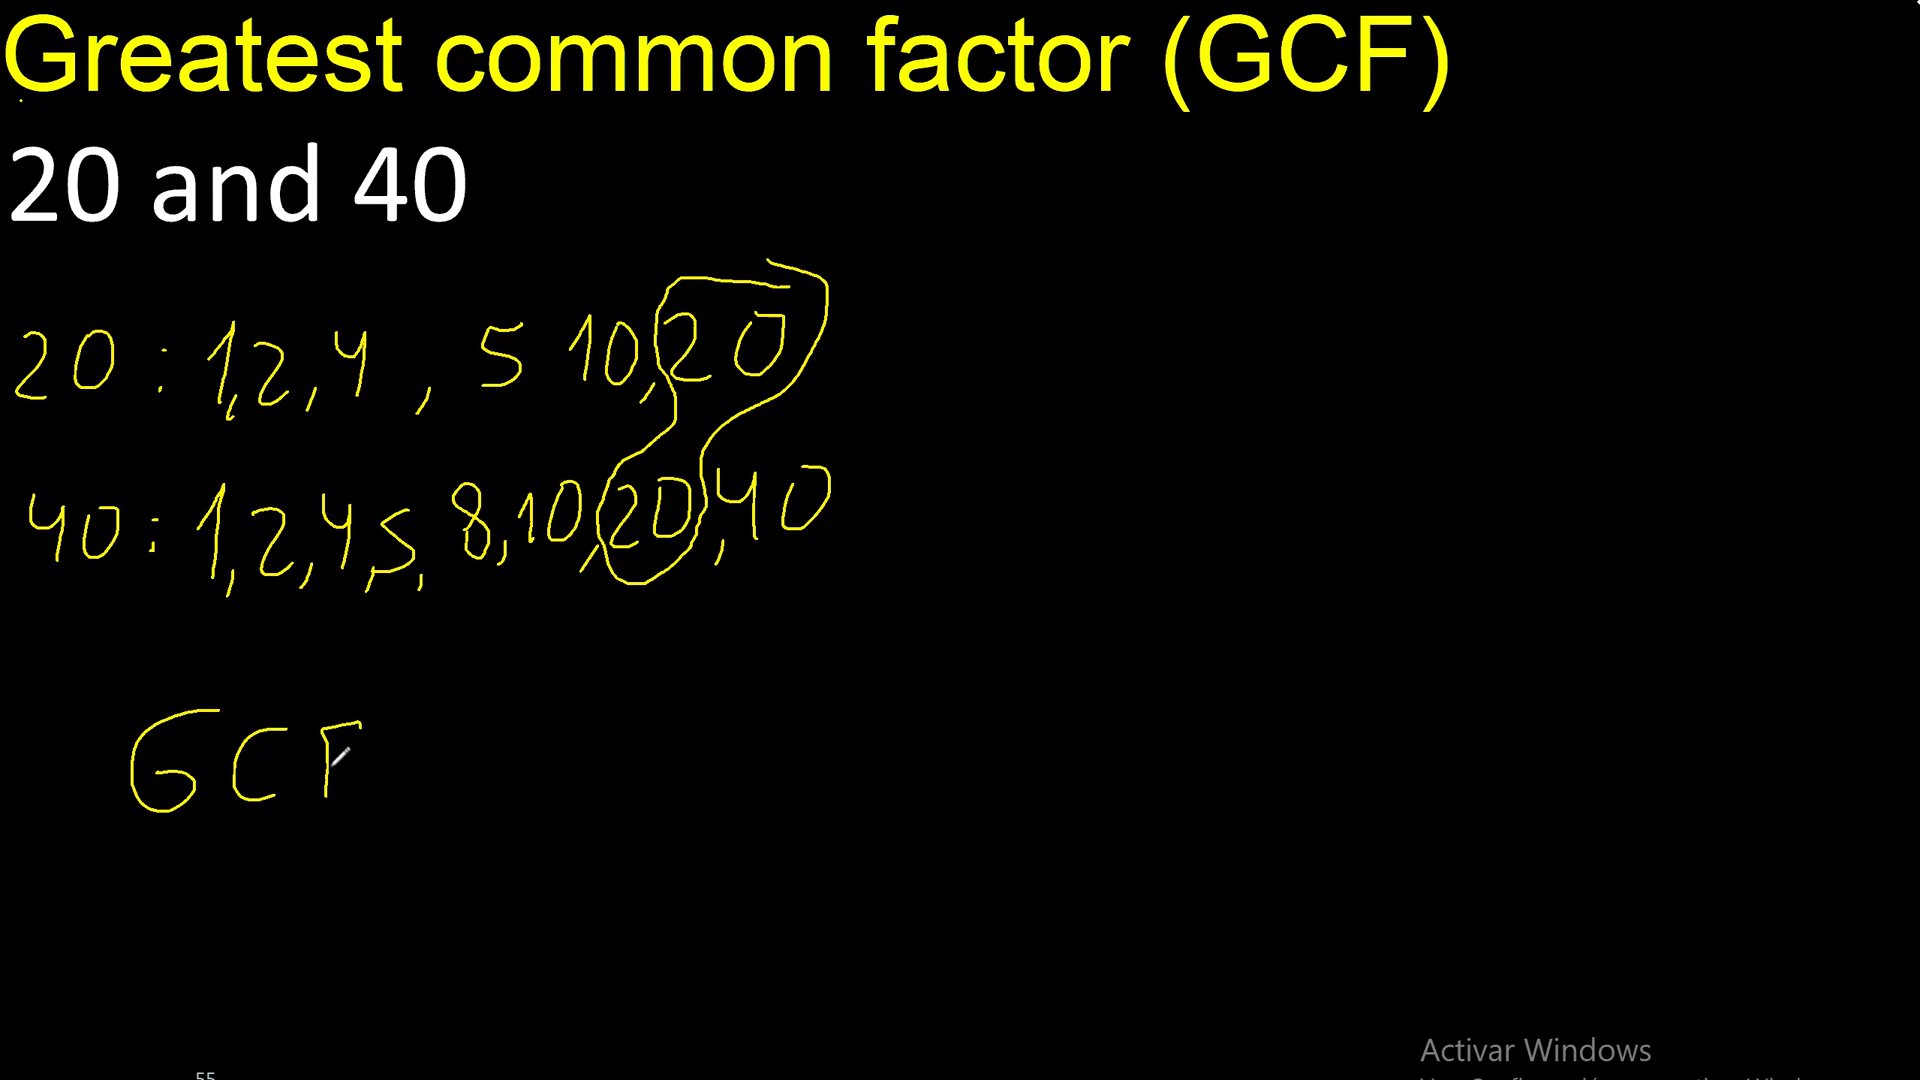 Greatest common factor (GCF)
20 and 40
20 : 1, 2, 4 , 5 10, 20
40 : 1, 2, 4, 5, 8, 10, 20, 40
GCF
Activar Windows
55